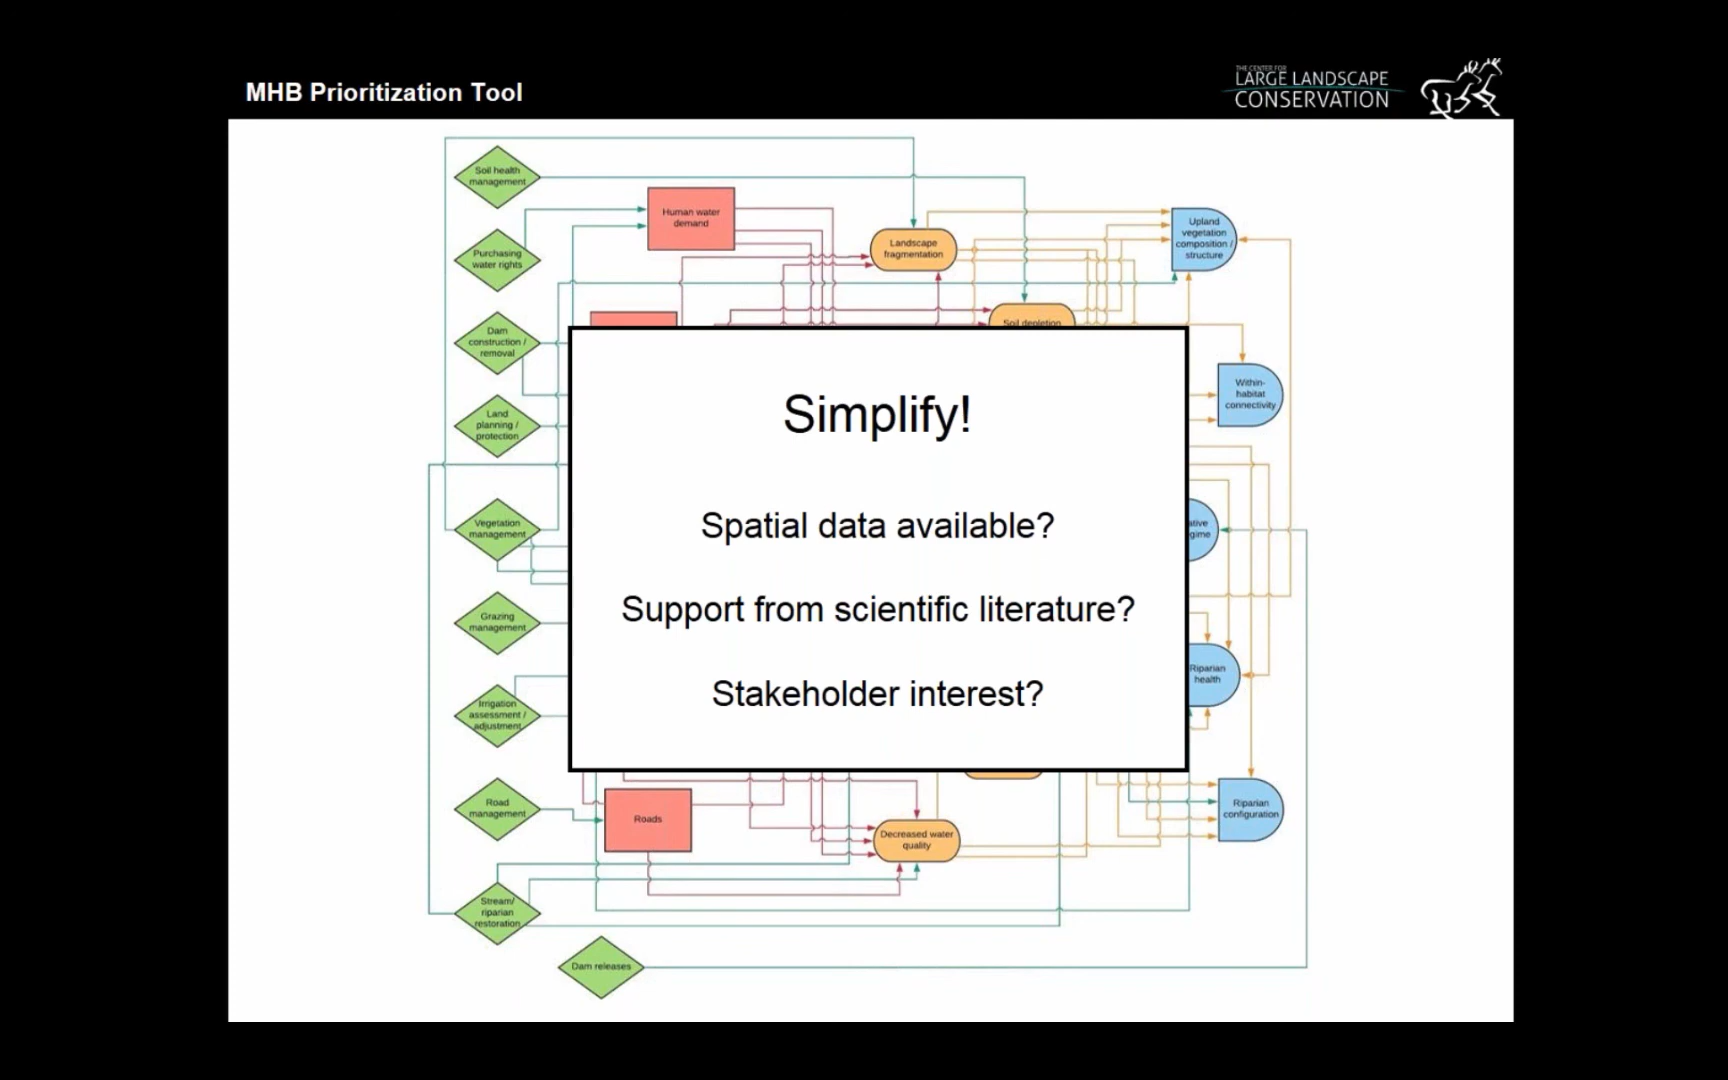 MHB Prioritization Tool
THE CENTER FOR
LARGE LANDSCAPE
CONSERVATION
Soil health
management
Purchasing
water rights
Dam
construction /
removal
Land
planning /
protection
Vegetation
management
Grazing
management
Irrigation
assessment /
adjustment
Road
management
Stream/
riparian
restoration
Dam releases
Human water
demand
Roads
Landscape
fragmentation
Soil depletion
Decreased water
quality
Simplify!
Spatial data available?
Support from scientific literature?
Stakeholder interest?
Upland
vegetation
composition /
structure
Within-
habitat
connectivity
Riparian
health
Riparian
configuration